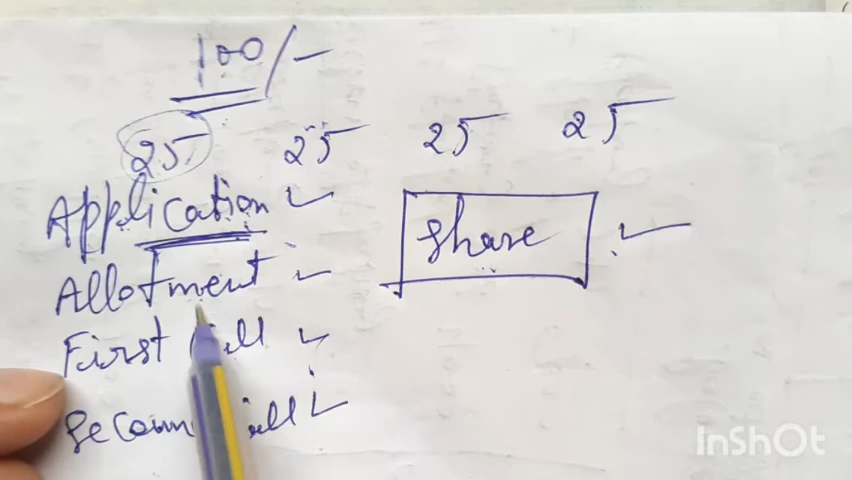 100/-
25 25 25 25
Application
Share
Allotment
First
InShOt